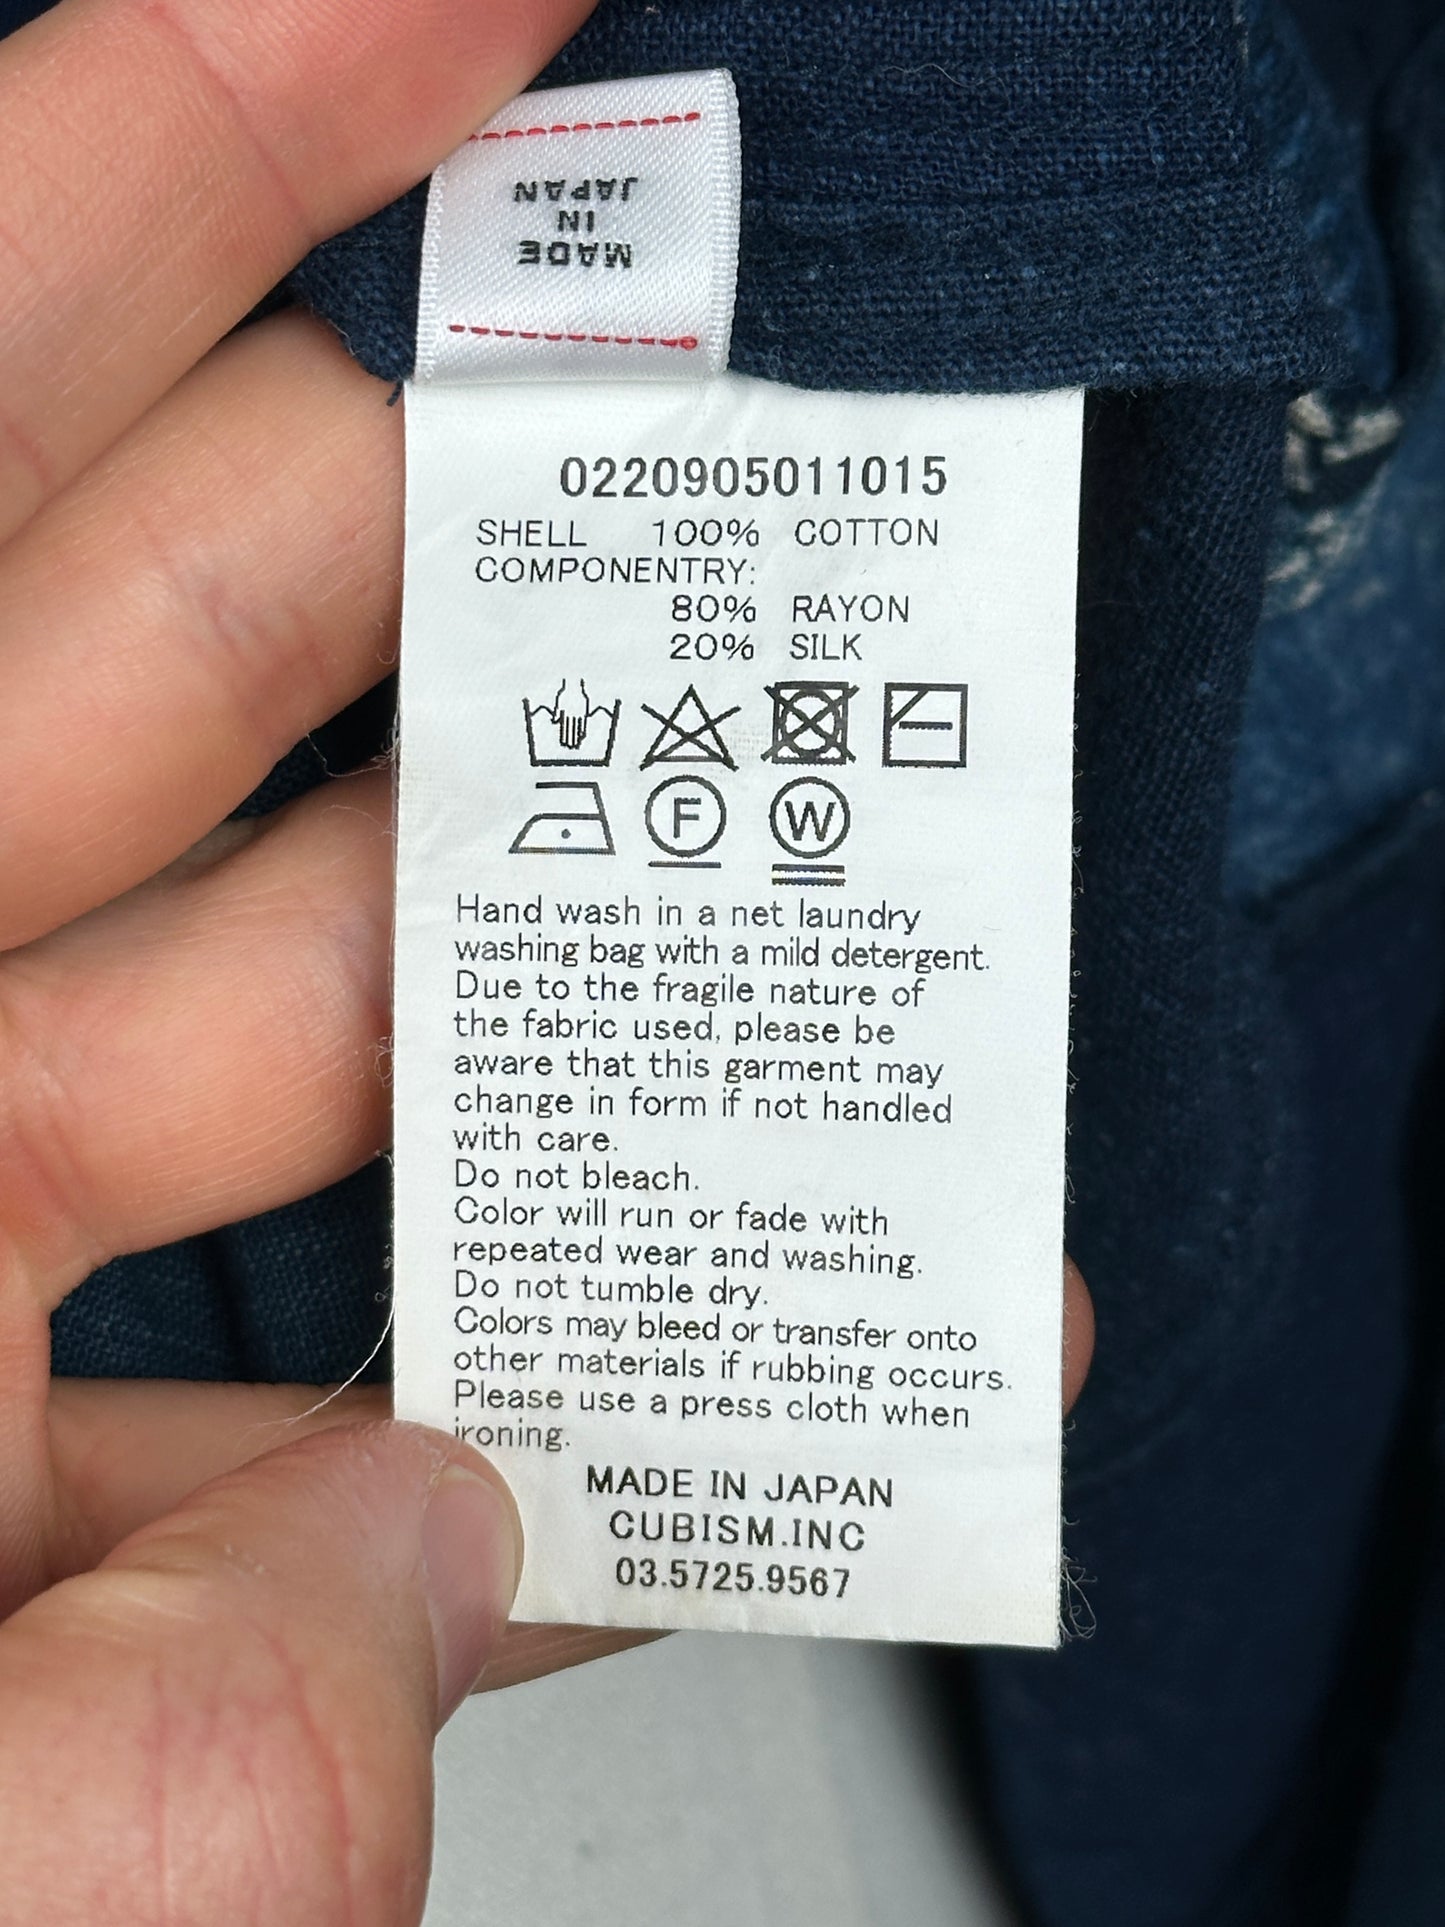 MADE
IN
JAPAN
0220905011015
SHELL 100% COTTON
COMPONENTRY:
80% RAYON
20% SILK
F W
Hand wash in a net laundry
washing bag with a mild detergent.
Due to the fragile nature of
the fabric used, please be
aware that this garment may
change in form if not handled
with care.
Do not bleach.
Color will run or fade with
repeated wear and washing.
Do not tumble dry.
Colors may bleed or transfer onto
other materials if rubbing occurs.
Please use a press cloth when
ironing.
MADE IN JAPAN
CUBISM.INC
03.5725.9567